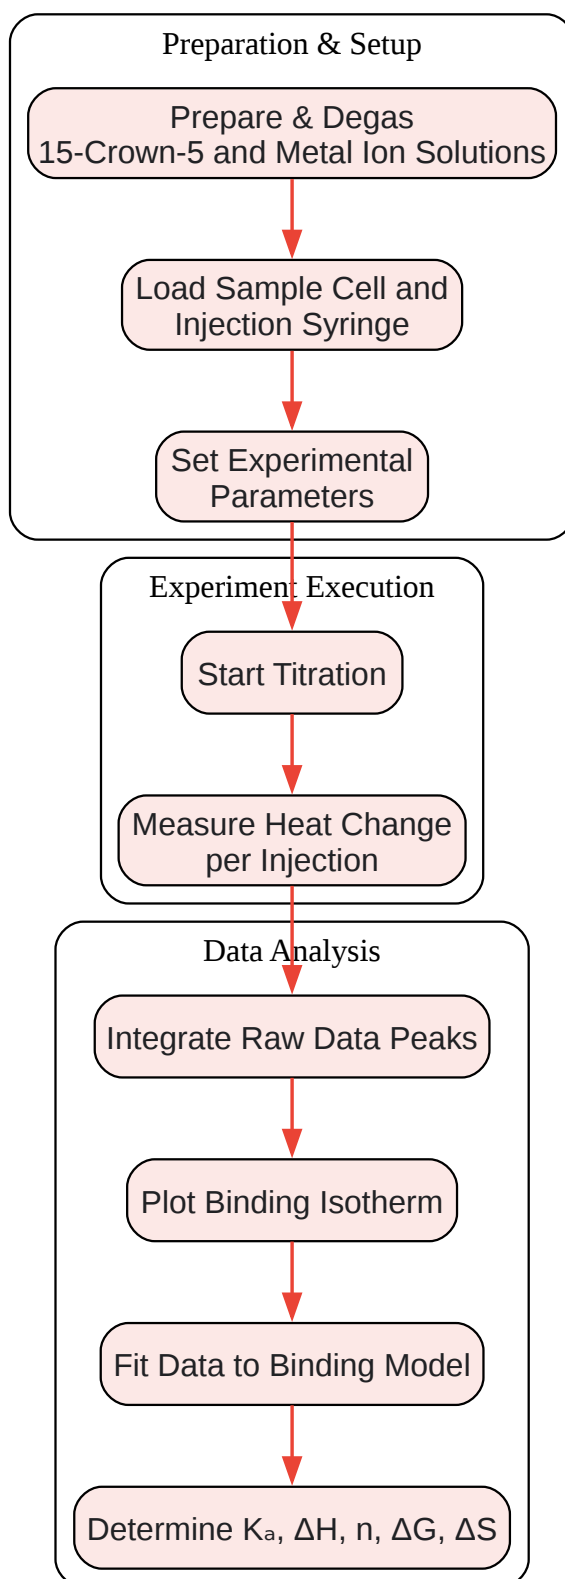 Preparation & Setup
Prepare & Degas
15-Crown-5 and Metal Ion Solutions
Load Sample Cell and
Injection Syringe
Set Experimental
Parameters
Experiment Execution
Start Titration
Measure Heat Change
per Injection
Data Analysis
Integrate Raw Data Peaks
Plot Binding Isotherm
Fit Data to Binding Model
Determine Kₐ, ΔH, n, ΔG, ΔS